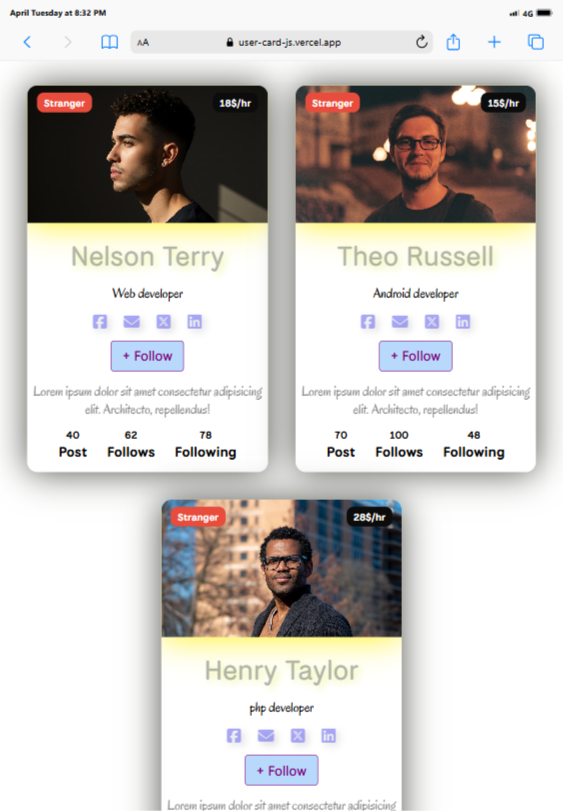 April Tuesday at 8:32 PM
4G
AA
user-card-js.vercel.app
Stranger
18$/hr
Nelson Terry
Web developer
+ Follow
Lorem ipsum dolor sit amet consectetur adipisicing
elit. Architecto, repellendus!
40 62 78
Post Follows Following
Stranger
15$/hr
Theo Russell
Android developer
+ Follow
Lorem ipsum dolor sit amet consectetur adipisicing
elit. Architecto, repellendus!
70 100 48
Post Follows Following
Stranger
28$/hr
Henry Taylor
php developer
+ Follow
Lorem ipsum dolor sit amet consectetur adipisicing